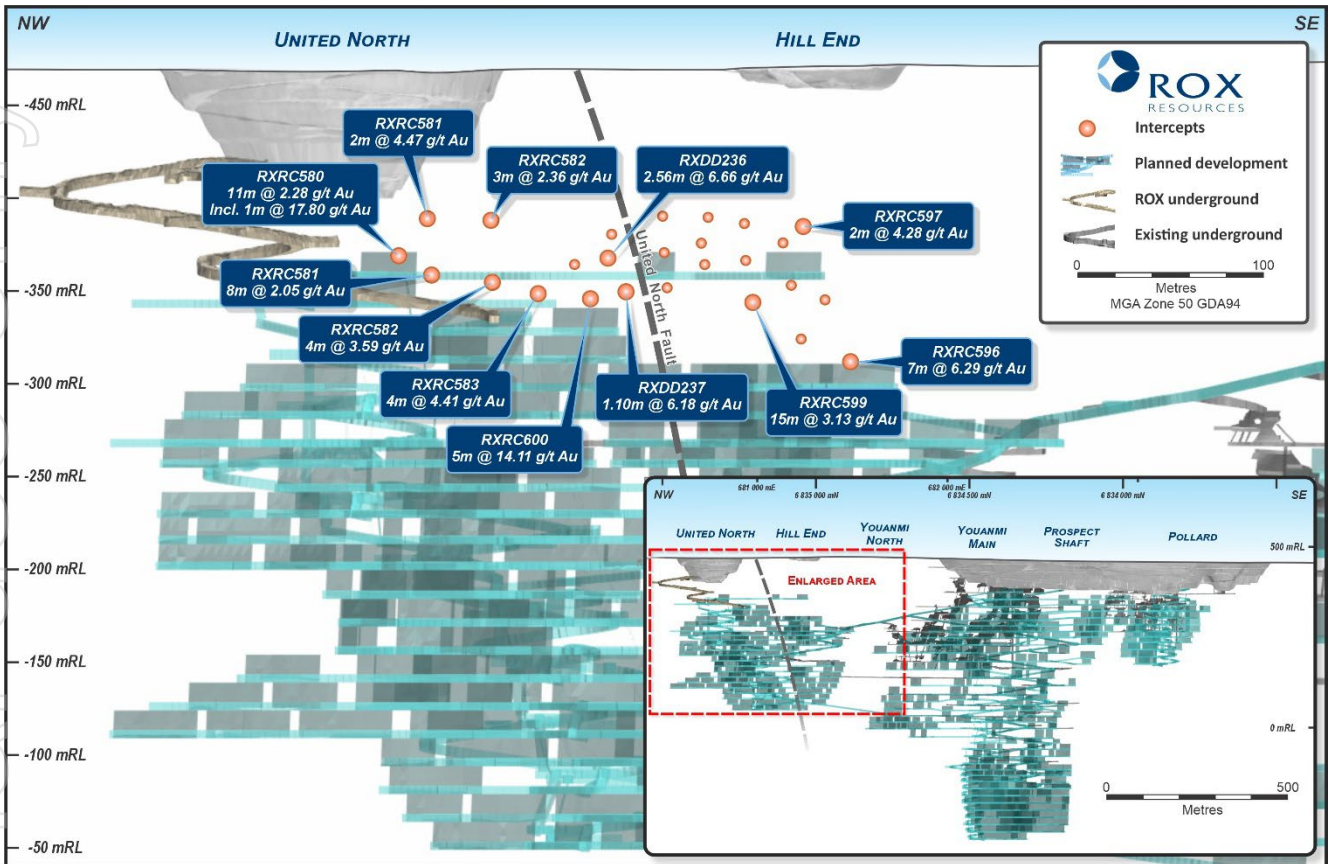 NW
SE
UNITED NORTH
HILL END
ROX
RESOURCES
Intercepts
Planned development
ROX underground
Existing underground
0
100
Metres
MGA Zone 50 GDA94
-450 mRL
-350 mRL
-300 mRL
-250 mRL
-200 mRL
-150 mRL
-100 mRL
-50 mRL
RXRC581
2m @ 4.47 g/t Au
RXRC582
3m @ 2.36 g/t Au
RXDD236
2.56m @ 6.66 g/t Au
RXRC580
11m @ 2.28 g/t Au
Incl. 1m @ 17.80 g/t Au
RXRC597
2m @ 4.28 g/t Au
RXRC581
8m @ 2.05 g/t Au
United North Fault
RXRC582
4m @ 3.59 g/t Au
RXRC583
4m @ 4.41 g/t Au
RXDD237
1.10m @ 6.18 g/t Au
RXRC596
7m @ 6.29 g/t Au
RXRC599
15m @ 3.13 g/t Au
RXRC600
5m @ 14.11 g/t Au
NW
681 000 mE
6 835 000 mN
682 000 mE
6 834 500 mN
6 834 000 mN
SE
UNITED NORTH
HILL END
YOUANMI
NORTH
YOUANMI
MAIN
PROSPECT
SHAFT
POLLARD
500 mRL
ENLARGED AREA
0 mRL
0
500
Metres